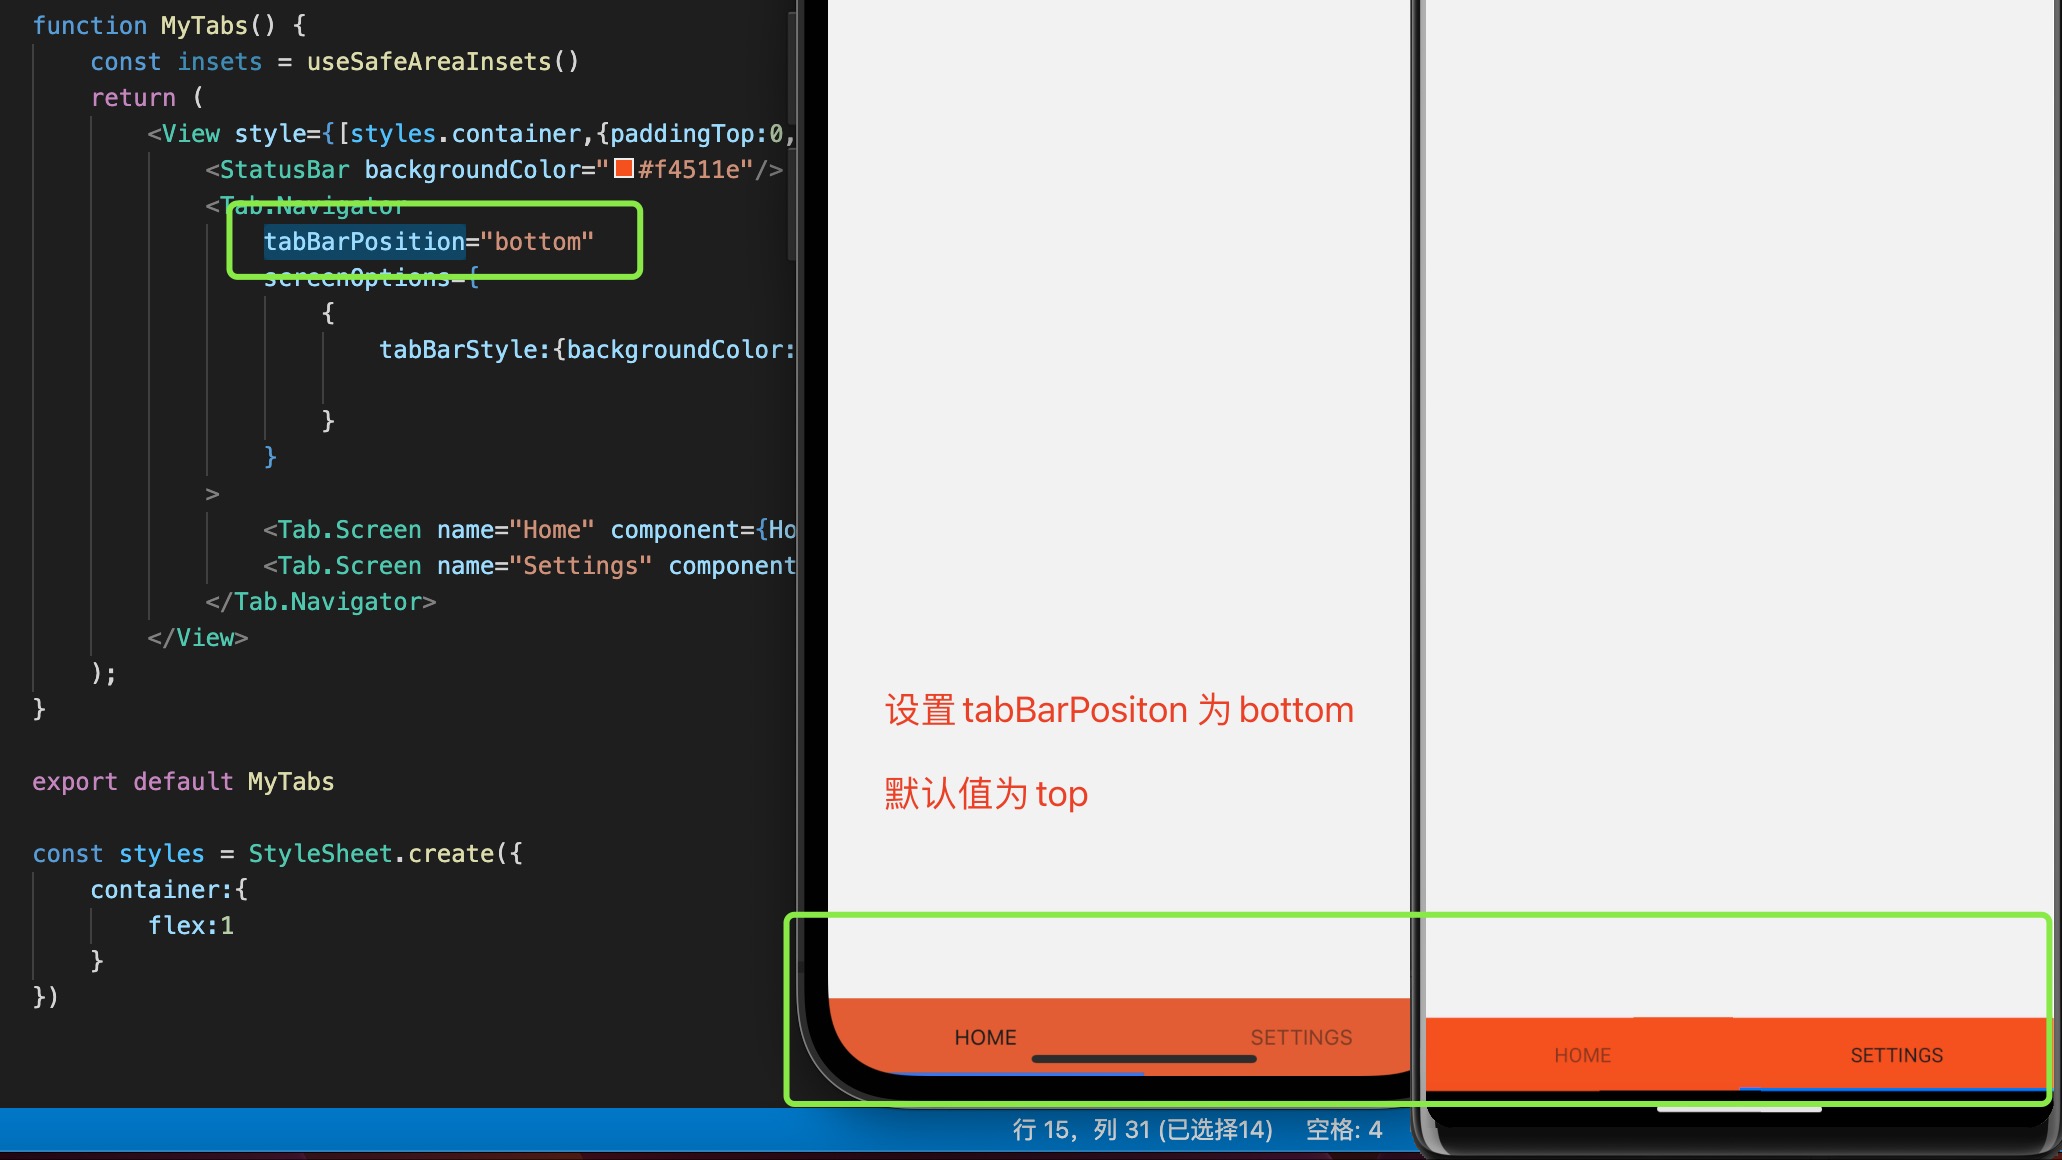 function MyTabs() {
const insets = useSafeAreaInsets()
return (
<View style={[styles.container,{paddingTop:0,
<StatusBar backgroundColor="#f4511e"/>
<Tab.Navigator
tabBarPosition="bottom"
screenOptions={
{
tabBarStyle:{backgroundColor:
}
}
>
<Tab.Screen name="Home" component={Ho
<Tab.Screen name="Settings" component
</Tab.Navigator>
</View>
);
}
export default MyTabs
const styles = StyleSheet.create({
container:{
flex:1
}
})
设置 tabBarPositon 为 bottom
默认值为 top
HOME
SETTINGS
HOME
SETTINGS
行 15，列 31 (已选择14)
空格: 4